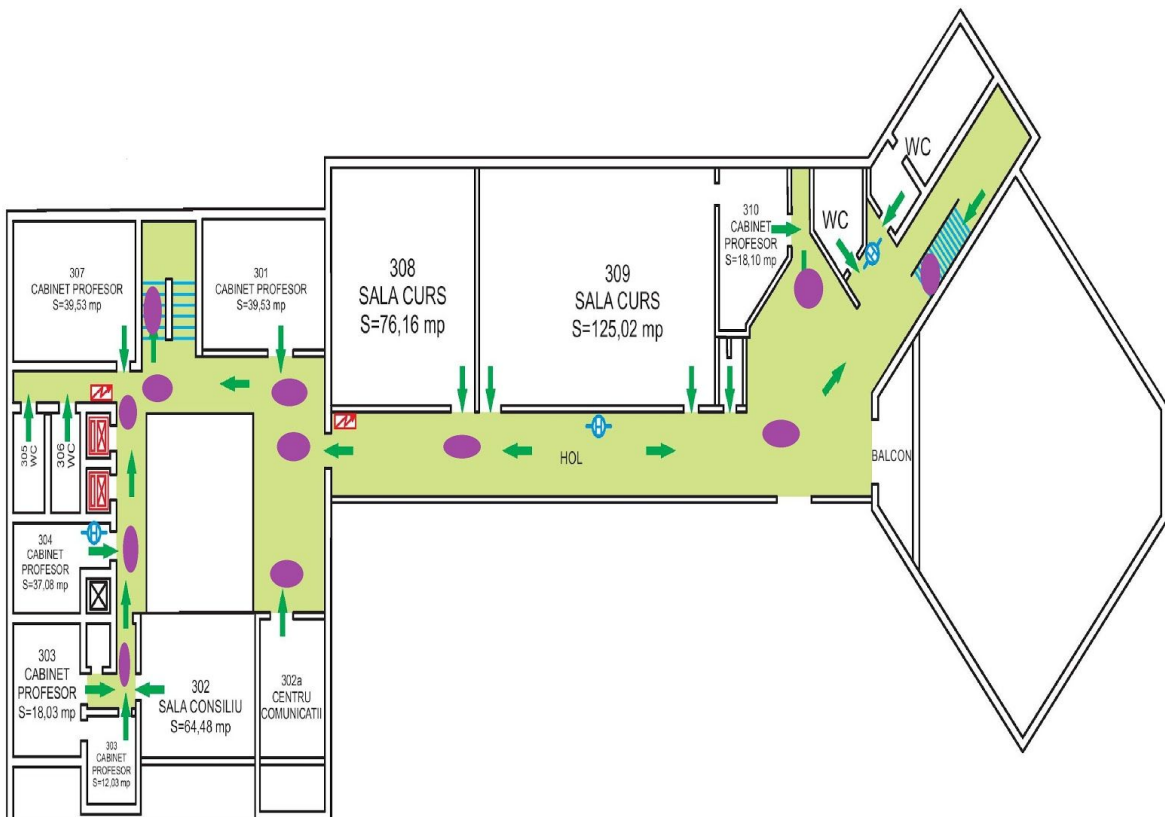 307
CABINET PROFESOR
S=39,53 mp
301
CABINET PROFESOR
S=39,53 mp
308
SALA CURS
S=76,16 mp
309
SALA CURS
S=125,02 mp
310
CABINET
PROFESOR
S=18,10 mp
WC
WC
305
WC
306
WC
H
HOL
BALCON
H
H
304
CABINET
PROFESOR
S=37,08 mp
303
CABINET
PROFESOR
S=18,03 mp
302
SALA CONSILIU
S=64,48 mp
302a
CENTRU
COMUNICATII
303
CABINET
PROFESOR
S=12,03 mp